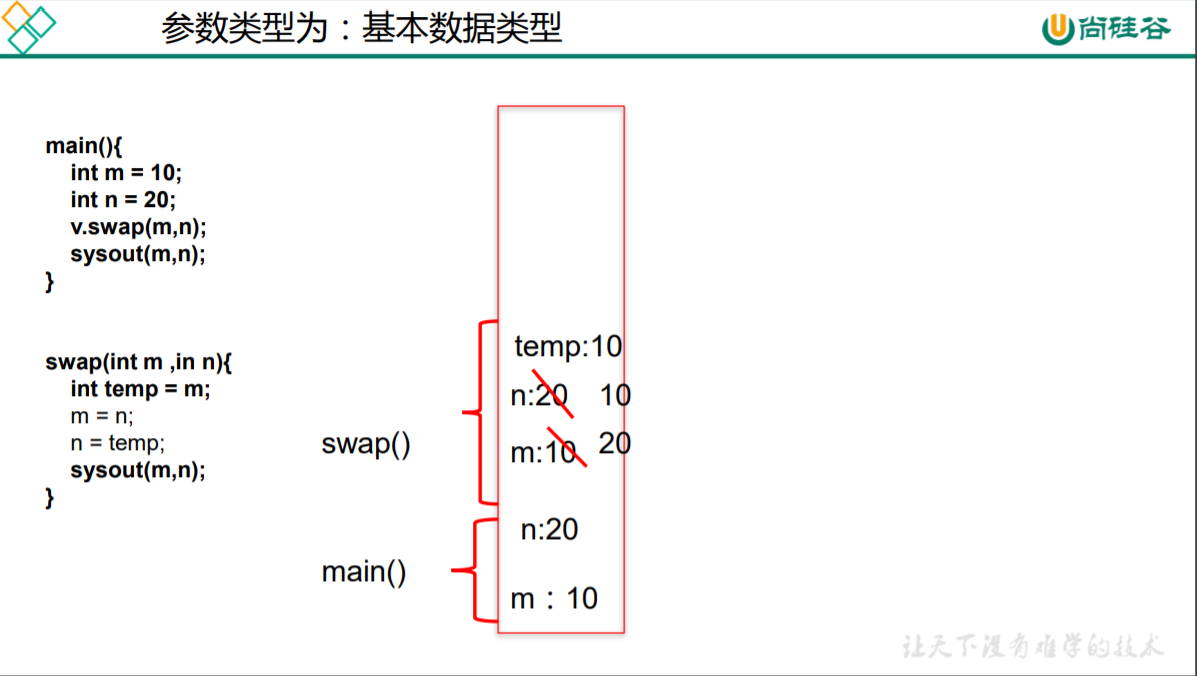 参数类型为：基本数据类型
尚硅谷
main(){
int m = 10;
int n = 20;
v.swap(m,n);
sysout(m,n);
}
swap(int m ,in n){
int temp = m;
m = n;
n = temp;
sysout(m,n);
}
swap()
main()
temp:10
n:20 10
m:10 20
n:20
m：10
让天下没有难学的技术